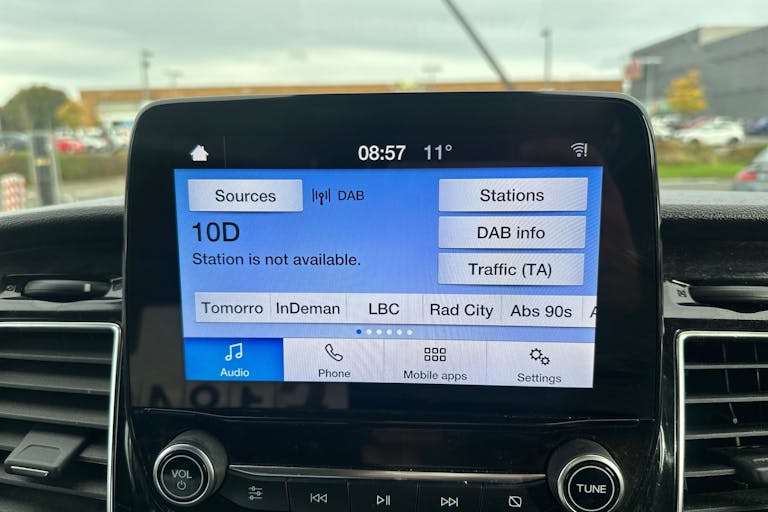 08:57 11°
Sources DAB Stations
10D
DAB info
Station is not available.
Traffic (TA)
Tomorro InDeman LBC Rad City Abs 90s
Audio Phone Mobile apps Settings
VOL TUNE